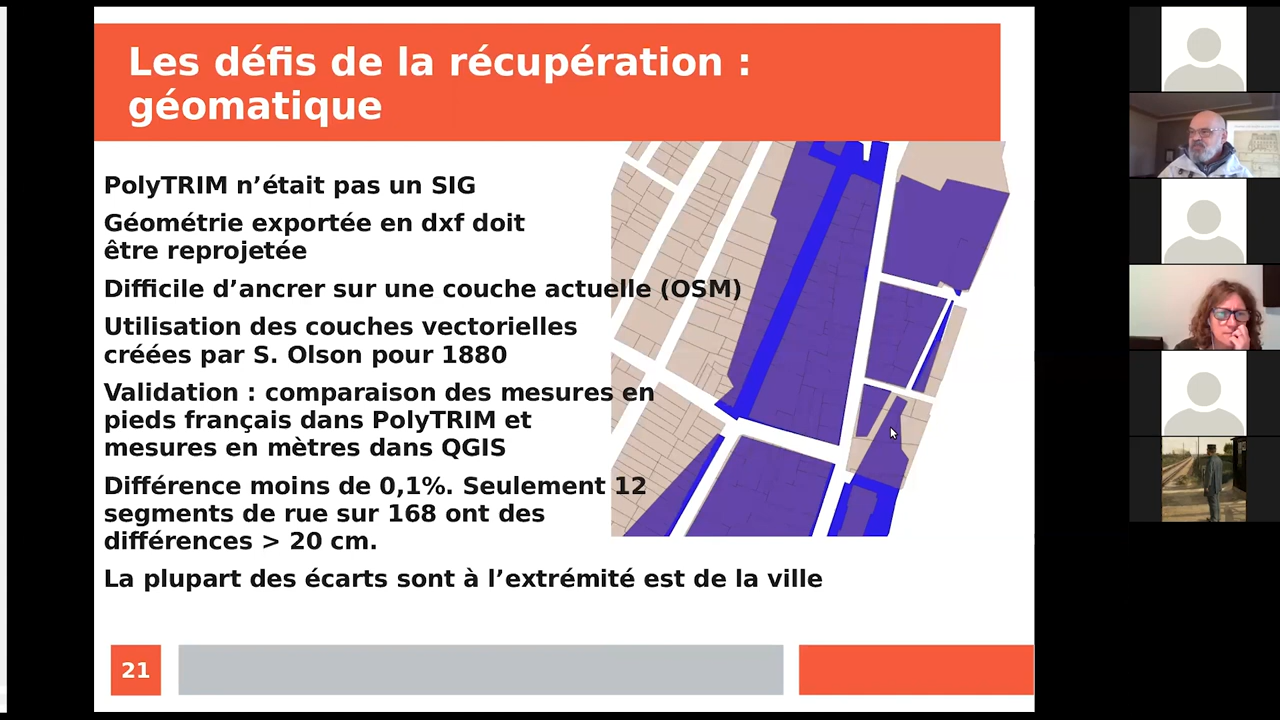 Les défis de la récupération :
géomatique
PolyTRIM n’était pas un SIG
Géométrie exportée en dxf doit
être reprojetée
Difficile d’ancrer sur une couche actuelle (OSM)
Utilisation des couches vectorielles
créées par S. Olson pour 1880
Validation : comparaison des mesures en
pieds français dans PolyTRIM et
mesures en mètres dans QGIS
Différence moins de 0,1%. Seulement 12
segments de rue sur 168 ont des
différences > 20 cm.
La plupart des écarts sont à l’extrémité est de la ville
21